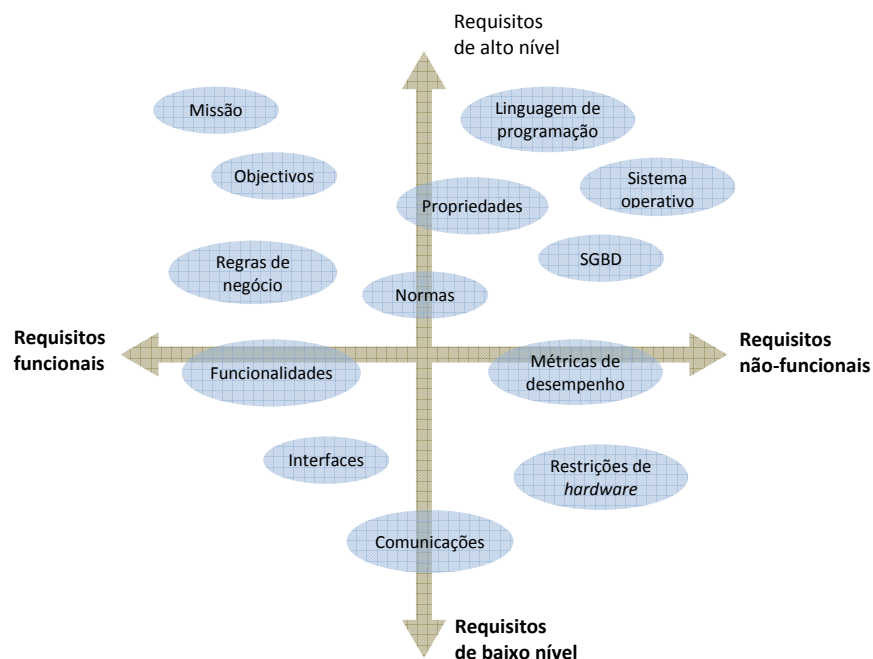 Requisitos
de alto nível
Missão
Linguagem de
programação
Objectivos
Sistema
operativo
Propriedades
Regras de
negócio
SGBD
Normas
Requisitos
funcionais
Requisitos
não-funcionais
Funcionalidades
Métricas de
desempenho
Interfaces
Restrições de
hardware
Comunicações
Requisitos
de baixo nível